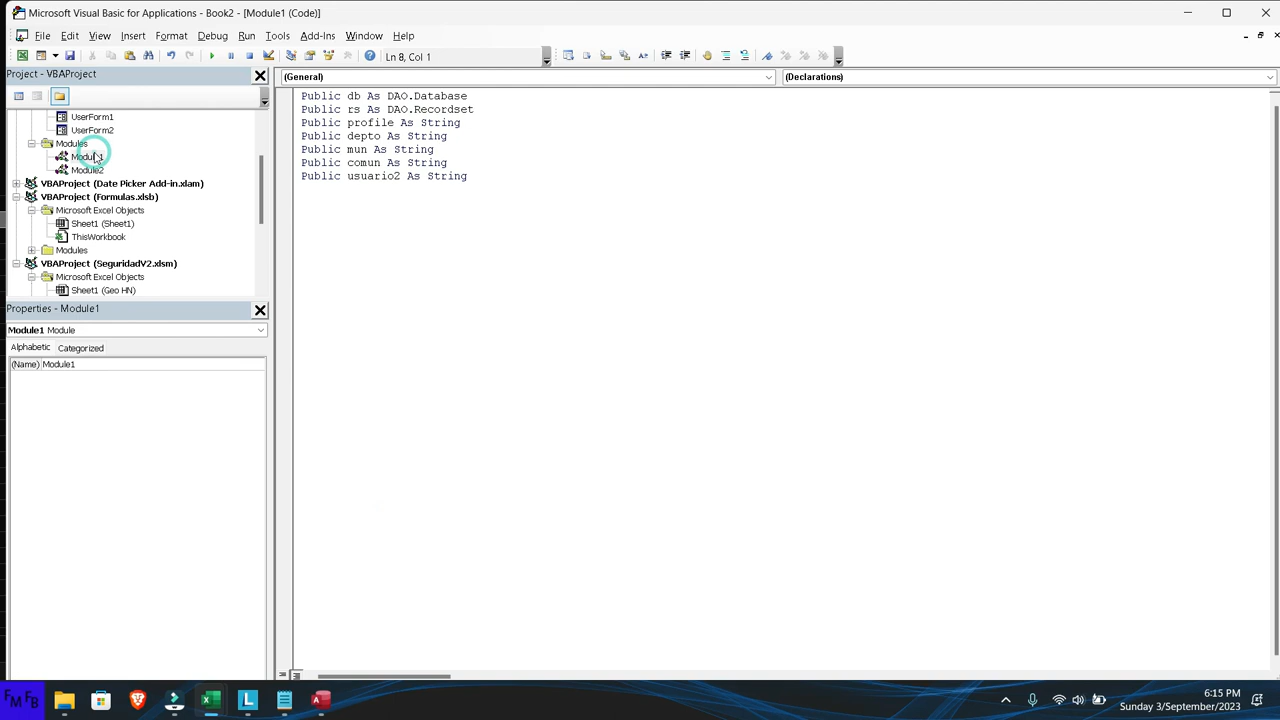 Microsoft Visual Basic for Applications - Book2 - [Module1 (Code)]
File Edit View Insert Format Debug Run Tools Add-Ins Window Help
Ln 8, Col 1
Project - VBAProject
(General)
(Declarations)
UserForm1
UserForm2
Modules
Module1
Module2
VBAProject (Date Picker Add-in.xlam)
VBAProject (Formulas.xlsb)
Microsoft Excel Objects
Sheet1 (Sheet1)
ThisWorkbook
Modules
VBAProject (SeguridadV2.xlsm)
Microsoft Excel Objects
Sheet1 (Geo HN)
Public db As DAO.Database
Public rs As DAO.Recordset
Public profile As String
Public depto As String
Public mun As String
Public comun As String
Public usuario2 As String
Properties - Module1
Module1 Module
Alphabetic Categorized
(Name) Module1
FMFB
L
6:15 PM
Sunday 3/September/2023